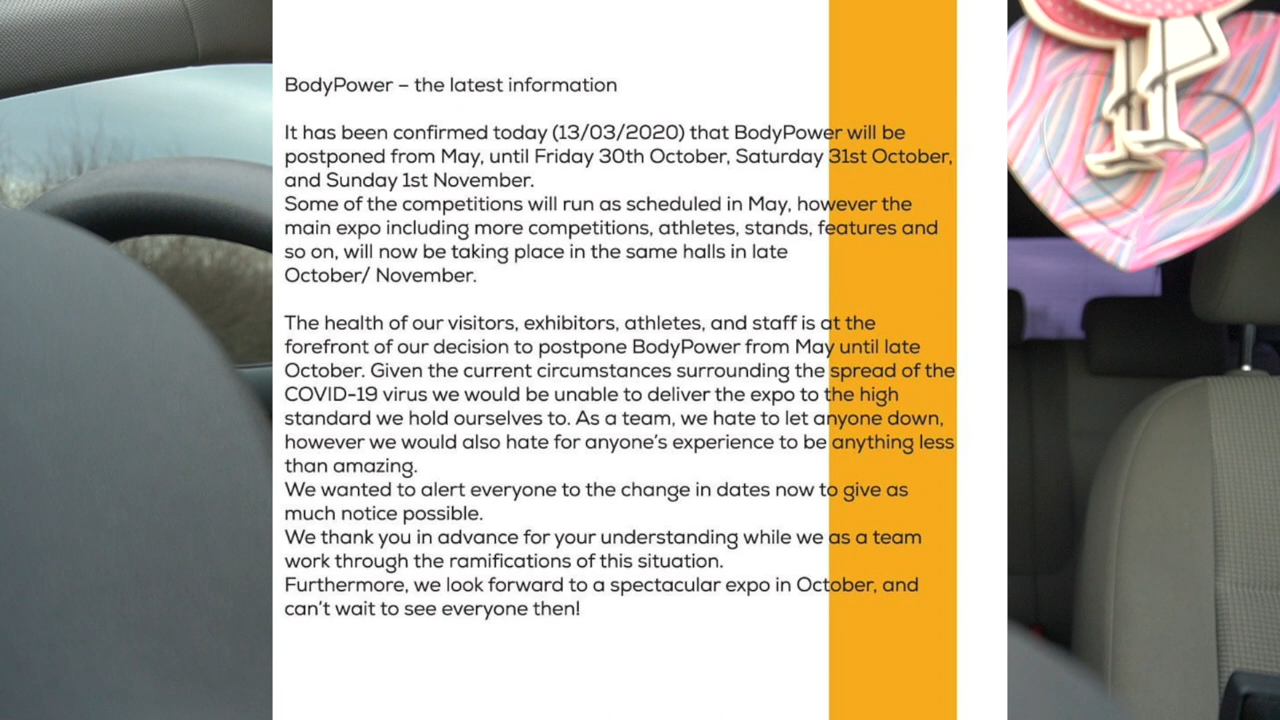 BodyPower – the latest information
It has been confirmed today (13/03/2020) that BodyPower will be
postponed from May, until Friday 30th October, Saturday 31st October,
and Sunday 1st November.
Some of the competitions will run as scheduled in May, however the
main expo including more competitions, athletes, stands, features and
so on, will now be taking place in the same halls in late
October/ November.
The health of our visitors, exhibitors, athletes, and staff is at the
forefront of our decision to postpone BodyPower from May until late
October. Given the current circumstances surrounding the spread of the
COVID-19 virus we would be unable to deliver the expo to the high
standard we hold ourselves to. As a team, we hate to let anyone down,
however we would also hate for anyone’s experience to be anything less
than amazing.
We wanted to alert everyone to the change in dates now to give as
much notice possible.
We thank you in advance for your understanding while we as a team
work through the ramifications of this situation.
Furthermore, we look forward to a spectacular expo in October, and
can’t wait to see everyone then!